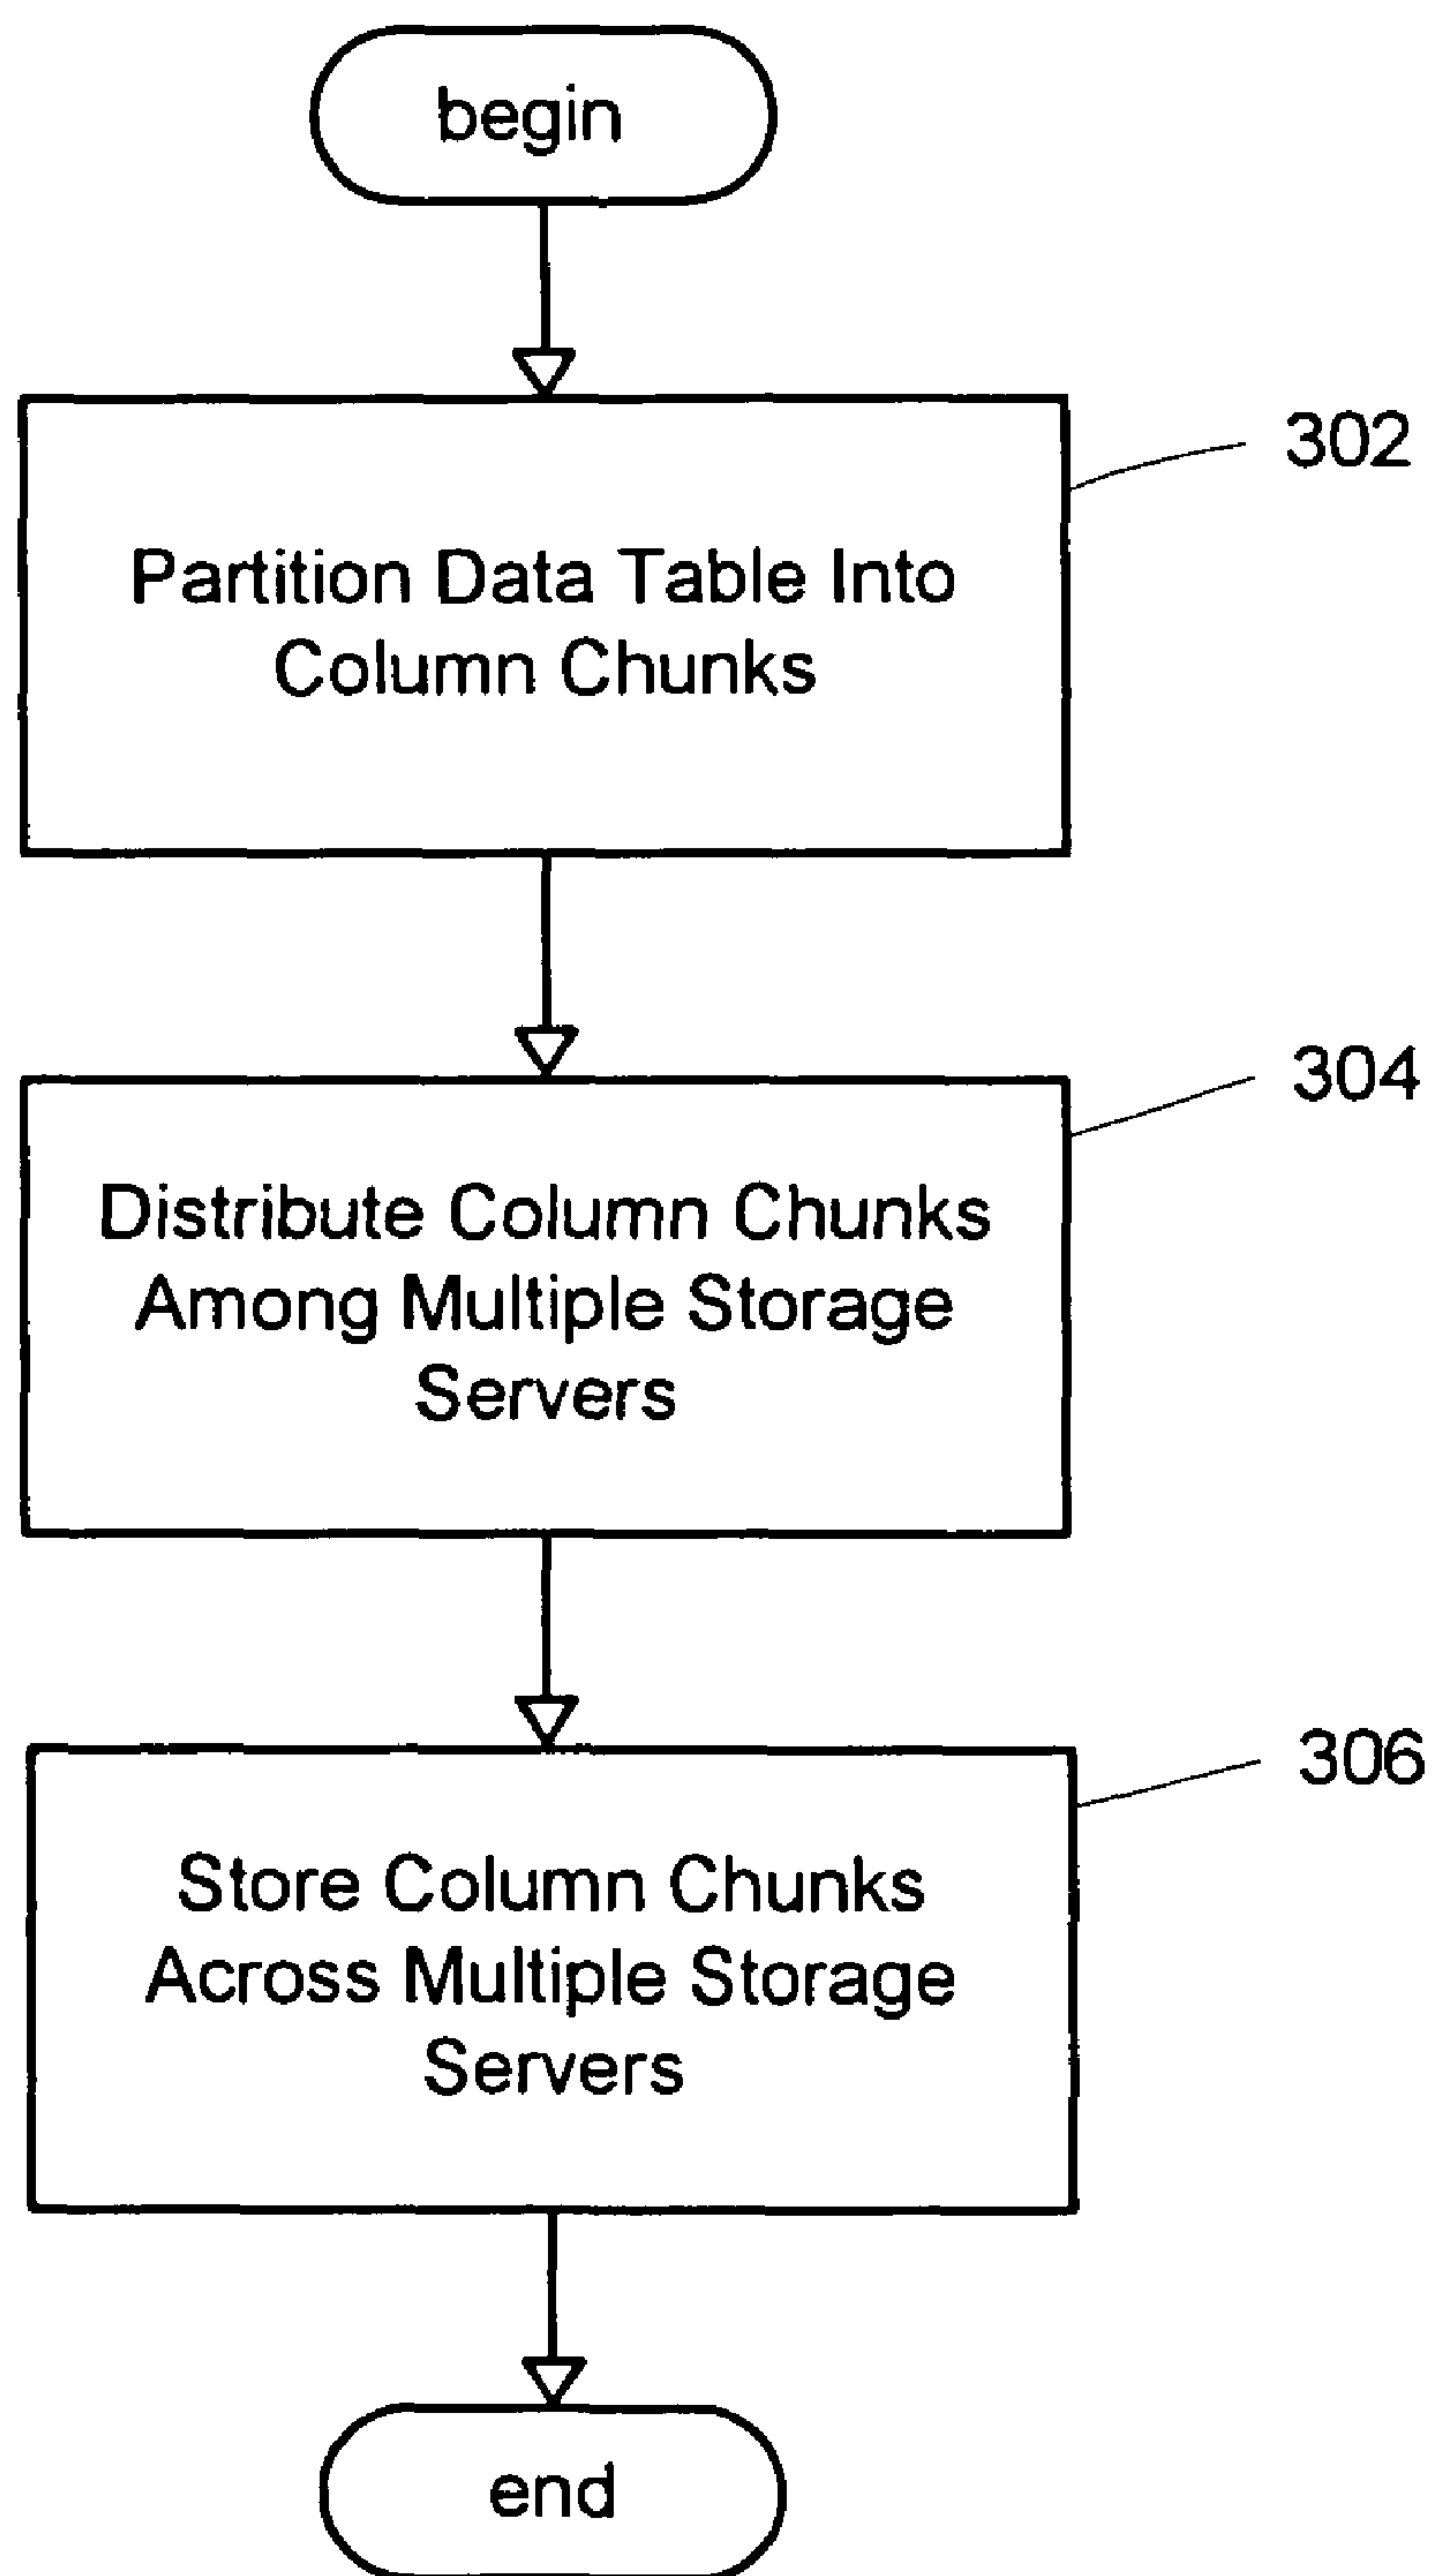 begin
302
Partition Data Table Into
Column Chunks
304
Distribute Column Chunks
Among Multiple Storage
Servers
306
Store Column Chunks
Across Multiple Storage
Servers
end